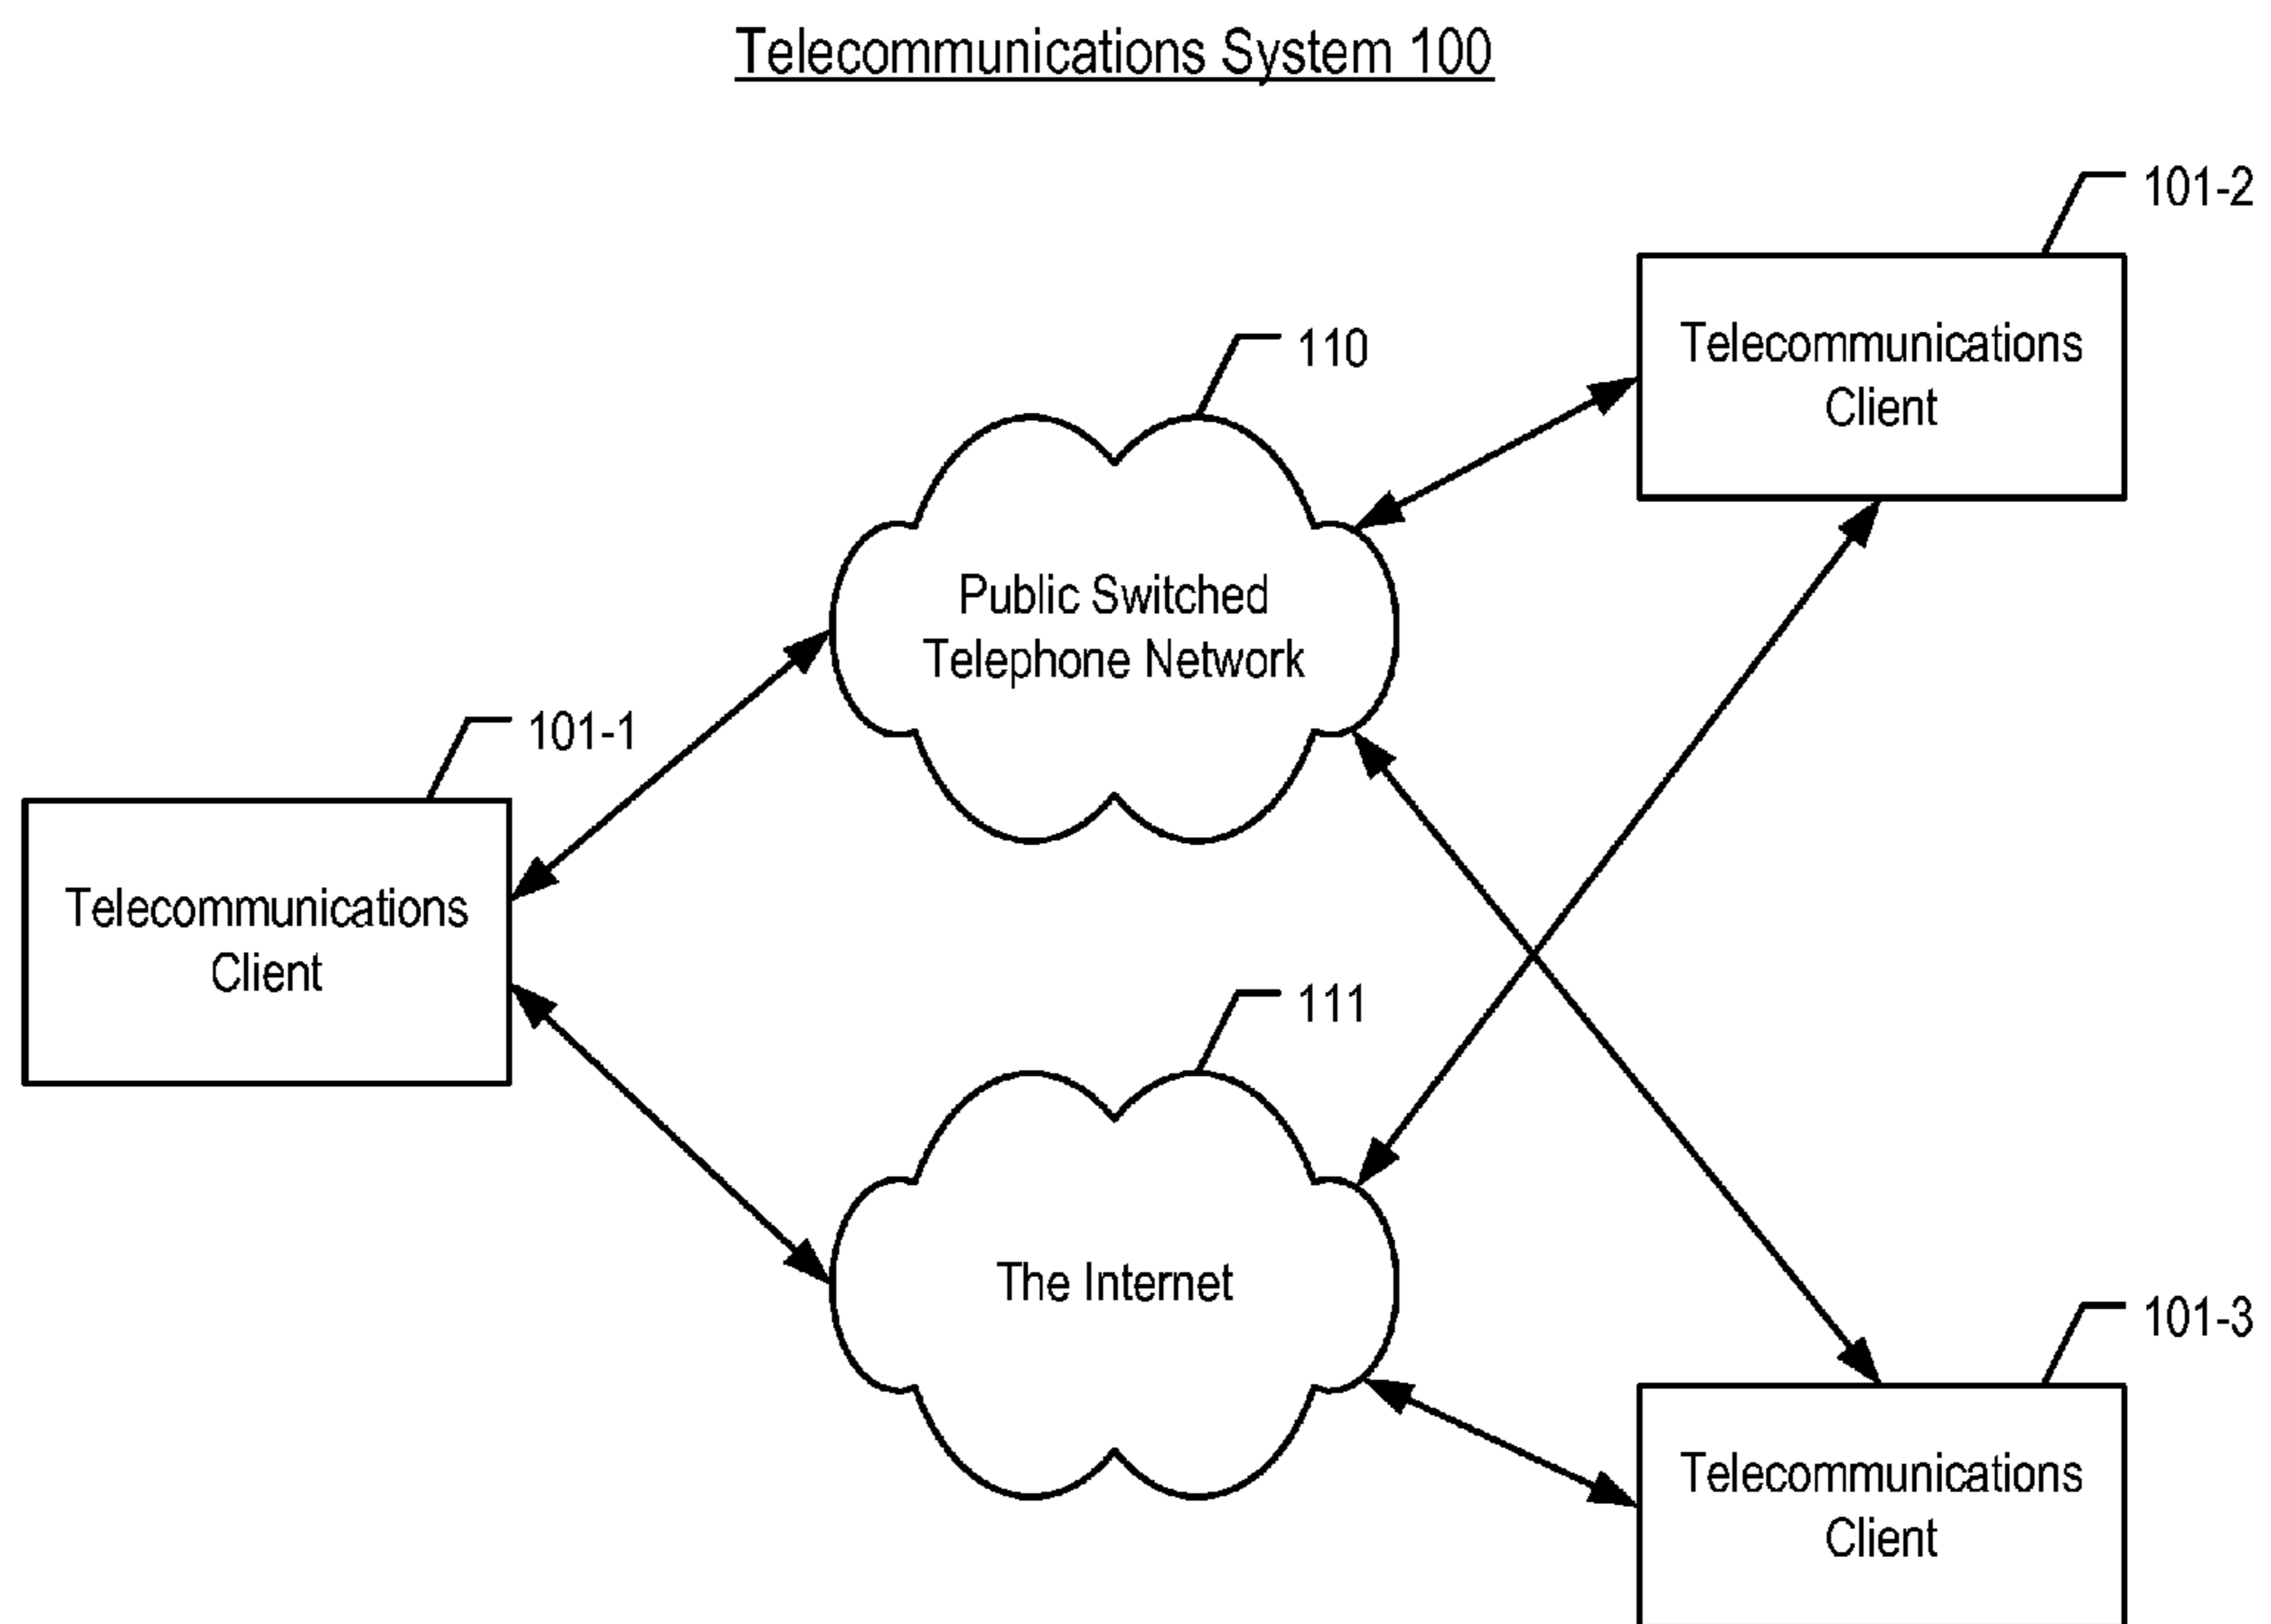 Telecommunications System 100
101-2
Telecommunications
Client
110
Public Switched
Telephone Network
101-1
Telecommunications
Client
111
The Internet
101-3
Telecommunications
Client